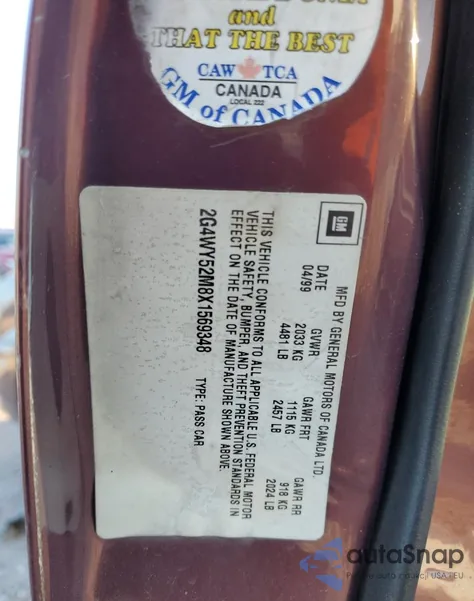 and
THAT THE BEST
CAW TCA
CANADA
LOCAL 222
GM of CANADA
GM
MFD BY GENERAL MOTORS OF CANADA LTD.
DATE GVWR GAWR FRT GAWR RR
04/99 2033 KG 1115 KG 918 KG
4481 LB 2457 LB 2024 LB
THIS VEHICLE CONFORMS TO ALL APPLICABLE U.S. FEDERAL MOTOR
VEHICLE SAFETY, BUMPER, AND THEFT PREVENTION STANDARDS IN
EFFECT ON THE DATE OF MANUFACTURE SHOWN ABOVE.
2G4WY52M8X1569348 TYPE: PASS CAR
autoSnap